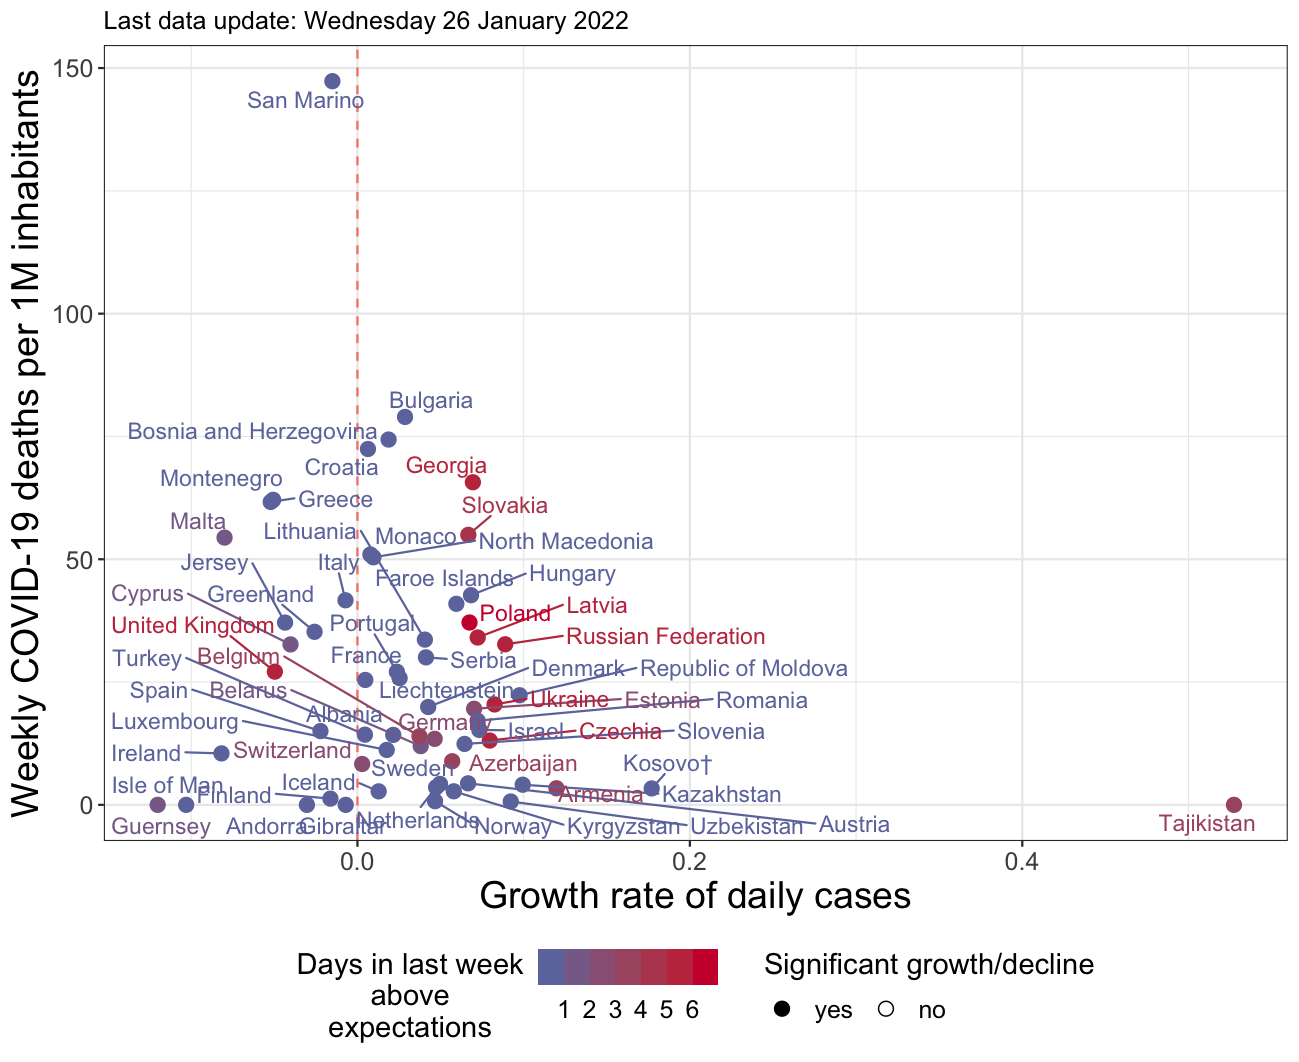 Last data update: Wednesday 26 January 2022
Weekly COVID-19 deaths per 1M inhabitants
150
100
50
0
San Marino
Bulgaria
Bosnia and Herzegovina
Croatia
Georgia
Montenegro
Greece
Slovakia
Malta
Lithuania
Monaco
North Macedonia
Jersey
Italy
Faroe Islands
Hungary
Cyprus
Greenland
Poland
Latvia
United Kingdom
Portugal
Russian Federation
Turkey
Belgium
France
Serbia
Denmark
Republic of Moldova
Spain
Belarus
Liechtenstein
Ukraine
Estonia
Romania
Luxembourg
Albania
Germany
Israel
Czechia
Slovenia
Ireland
Switzerland
Sweden
Azerbaijan
Kosovo†
Isle of Man
Finland
Iceland
Armenia
Kazakhstan
Guernsey
Andorra
Gibraltar
Netherlands
Norway
Kyrgyzstan
Uzbekistan
Austria
Tajikistan
0.0
0.2
0.4
Growth rate of daily cases
Days in last week
above
expectations
1 2 3 4 5 6
Significant growth/decline
yes
no